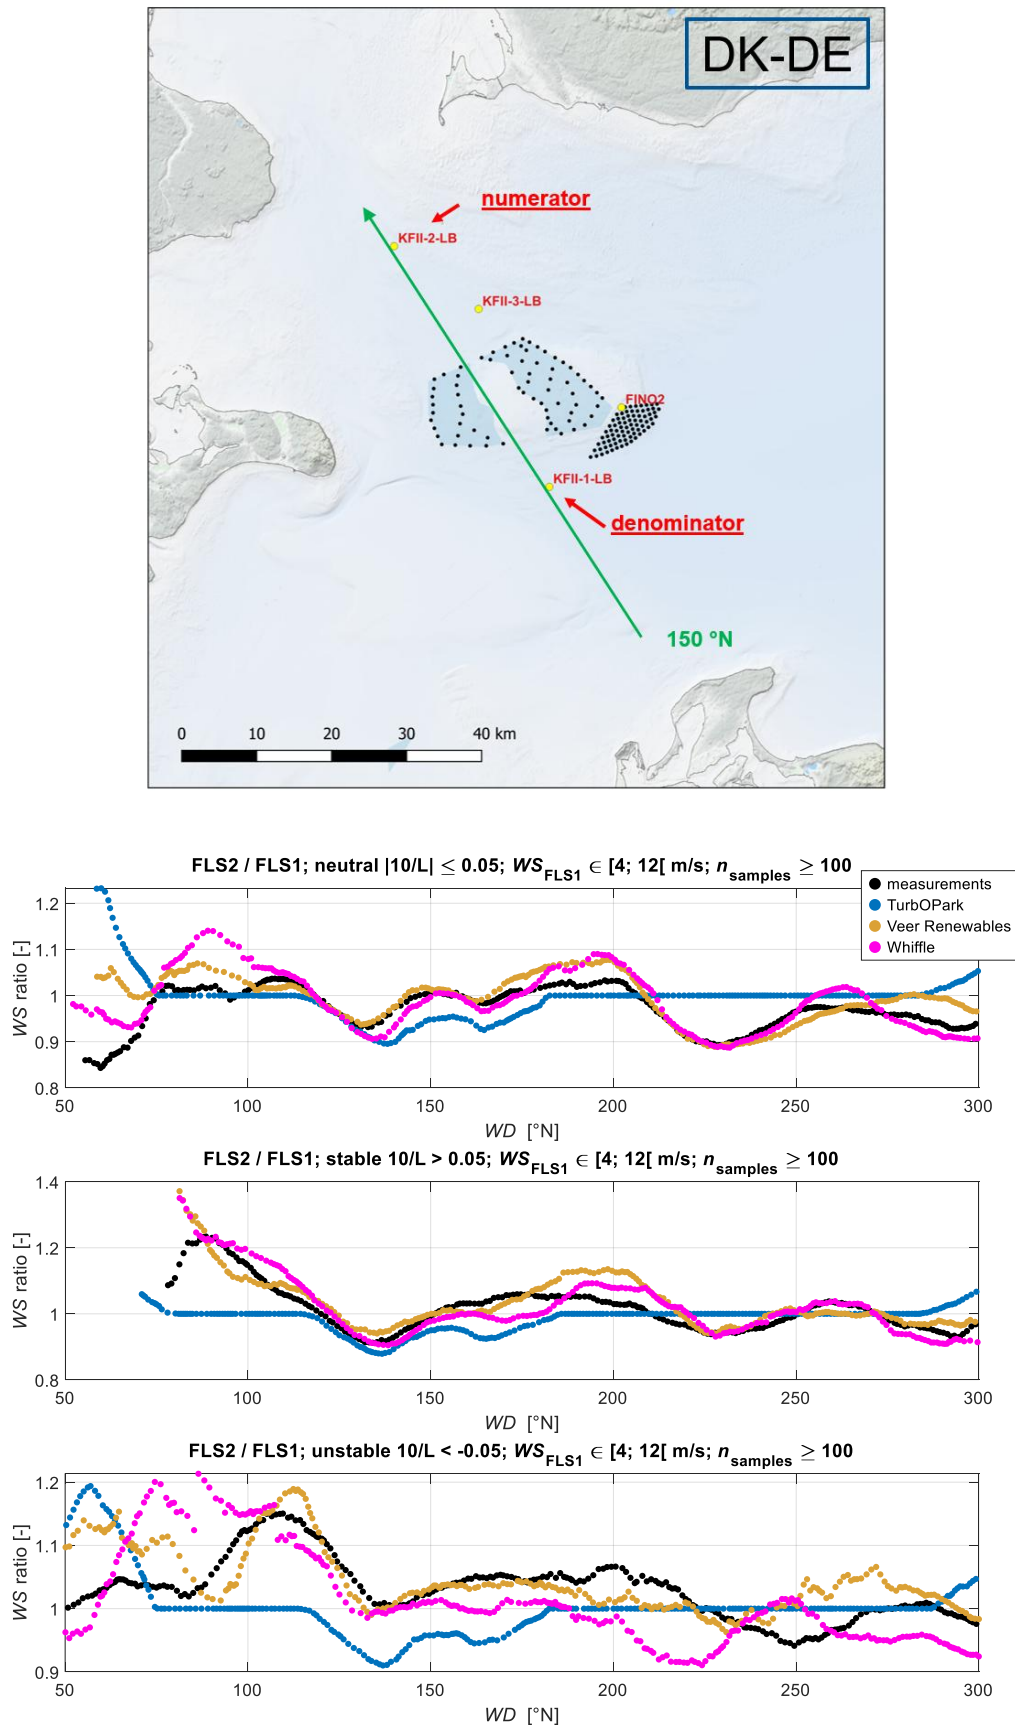 DK-DE
numerator
KFII-2-LB
KFII-3-LB
FINO2
KFII-1-LB
denominator
150 °N
0 10 20 30 40 km
FLS2 / FLS1; neutral |10/L| ≤ 0.05; WS_FLS1 ∈ [4; 12[ m/s; n_samples ≥ 100
measurements
TurbOPark
Veer Renewables
Whiffle
WS ratio [-]
1.2
1.1
1
0.9
0.8
50 100 150 200 250 300
WD [°N]
FLS2 / FLS1; stable 10/L > 0.05; WS_FLS1 ∈ [4; 12[ m/s; n_samples ≥ 100
WS ratio [-]
1.4
1.2
1
0.8
50 100 150 200 250 300
WD [°N]
FLS2 / FLS1; unstable 10/L < -0.05; WS_FLS1 ∈ [4; 12[ m/s; n_samples ≥ 100
WS ratio [-]
1.2
1.1
1
0.9
50 100 150 200 250 300
WD [°N]